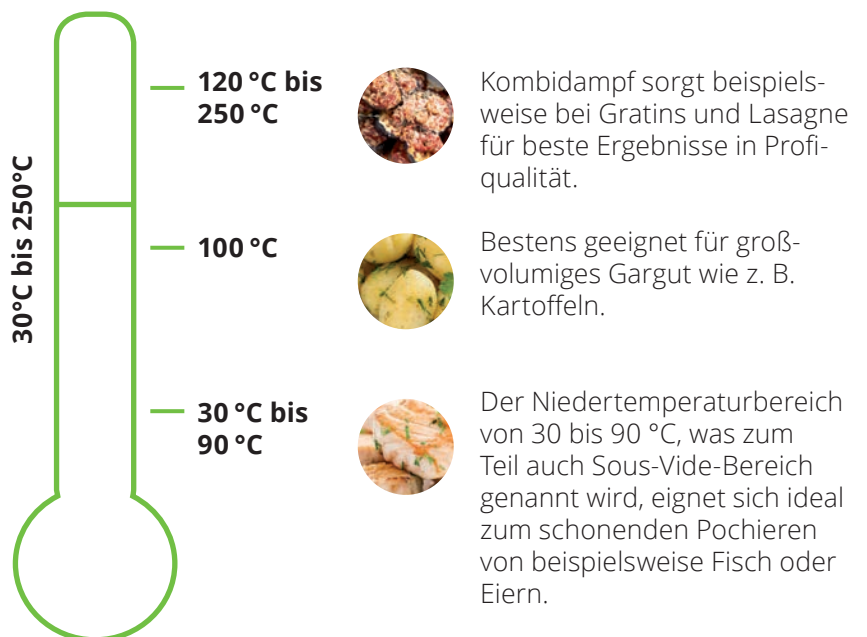 30°C bis 250°C
120 °C bis
250 °C
Kombidampf sorgt beispiels-
weise bei Gratins und Lasagne
für beste Ergebnisse in Profi-
qualität.
100 °C
Bestens geeignet für groß-
volumiges Gargut wie z. B.
Kartoffeln.
30 °C bis
90 °C
Der Niedertemperaturbereich
von 30 bis 90 °C, was zum
Teil auch Sous-Vide-Bereich
genannt wird, eignet sich ideal
zum schonenden Pochieren
von beispielsweise Fisch oder
Eiern.